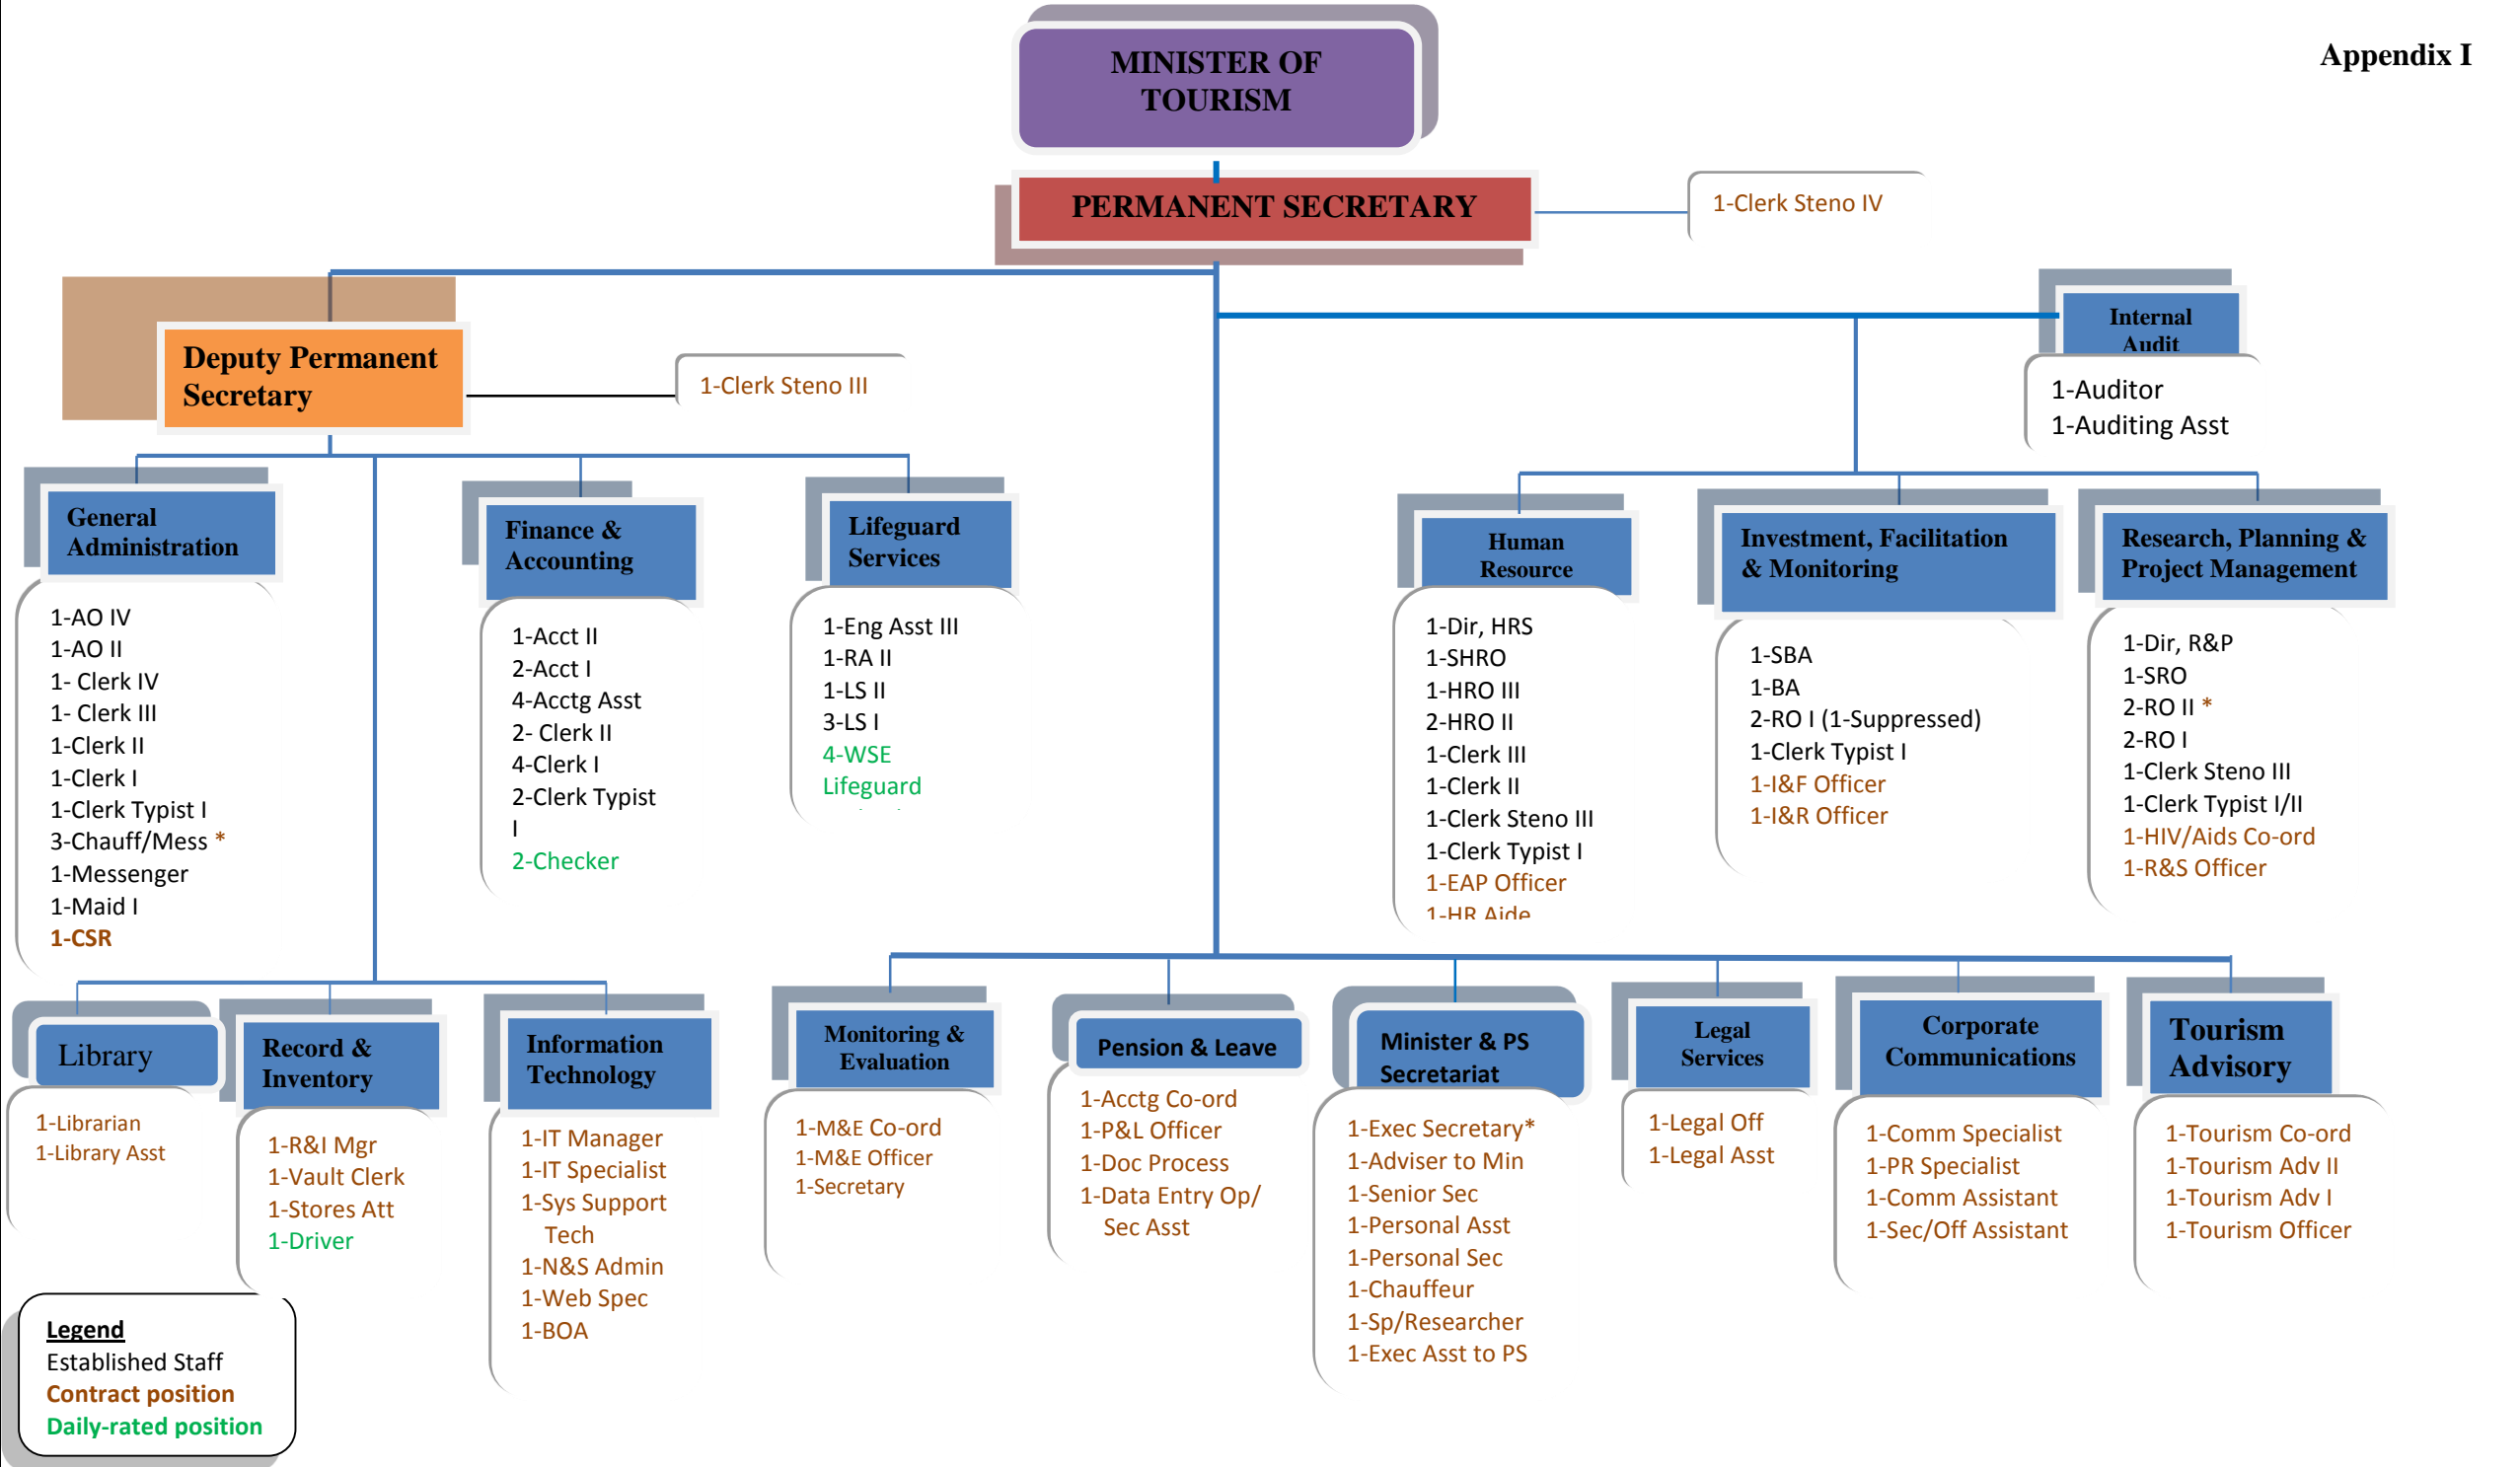 Appendix I
MINISTER OF
TOURISM
PERMANENT SECRETARY
1-Clerk Steno IV
Deputy Permanent
Secretary
1-Clerk Steno III
Internal
Audit
1-Auditor
1-Auditing Asst
General
Administration
1-AO IV
1-AO II
1- Clerk IV
1- Clerk III
1-Clerk II
1-Clerk I
1-Clerk Typist I
3-Chauff/Mess *
1-Messenger
1-Maid I
1-CSR
Finance &
Accounting
1-Acct II
2-Acct I
4-Acctg Asst
2- Clerk II
4-Clerk I
2-Clerk Typist
I
2-Checker
Lifeguard
Services
1-Eng Asst III
1-RA II
1-LS II
3-LS I
4-WSE
Lifeguard
Human
Resource
1-Dir, HRS
1-SHRO
1-HRO III
2-HRO II
1-Clerk III
1-Clerk II
1-Clerk Steno III
1-Clerk Typist I
1-EAP Officer
1-HR Aide
Investment, Facilitation
& Monitoring
1-SBA
1-BA
2-RO I (1-Suppressed)
1-Clerk Typist I
1-I&F Officer
1-I&R Officer
Research, Planning &
Project Management
1-Dir, R&P
1-SRO
2-RO II *
2-RO I
1-Clerk Steno III
1-Clerk Typist I/II
1-HIV/Aids Co-ord
1-R&S Officer
Library
1-Librarian
1-Library Asst
Record &
Inventory
1-R&I Mgr
1-Vault Clerk
1-Stores Att
1-Driver
Information
Technology
1-IT Manager
1-IT Specialist
1-Sys Support
Tech
1-N&S Admin
1-Web Spec
1-BOA
Monitoring &
Evaluation
1-M&E Co-ord
1-M&E Officer
1-Secretary
Pension & Leave
1-Acctg Co-ord
1-P&L Officer
1-Doc Process
1-Data Entry Op/
Sec Asst
Minister & PS
Secretariat
1-Exec Secretary*
1-Adviser to Min
1-Senior Sec
1-Personal Asst
1-Personal Sec
1-Chauffeur
1-Sp/Researcher
1-Exec Asst to PS
Legal
Services
1-Legal Off
1-Legal Asst
Corporate
Communications
1-Comm Specialist
1-PR Specialist
1-Comm Assistant
1-Sec/Off Assistant
Tourism
Advisory
1-Tourism Co-ord
1-Tourism Adv II
1-Tourism Adv I
1-Tourism Officer
Legend
Established Staff
Contract position
Daily-rated position